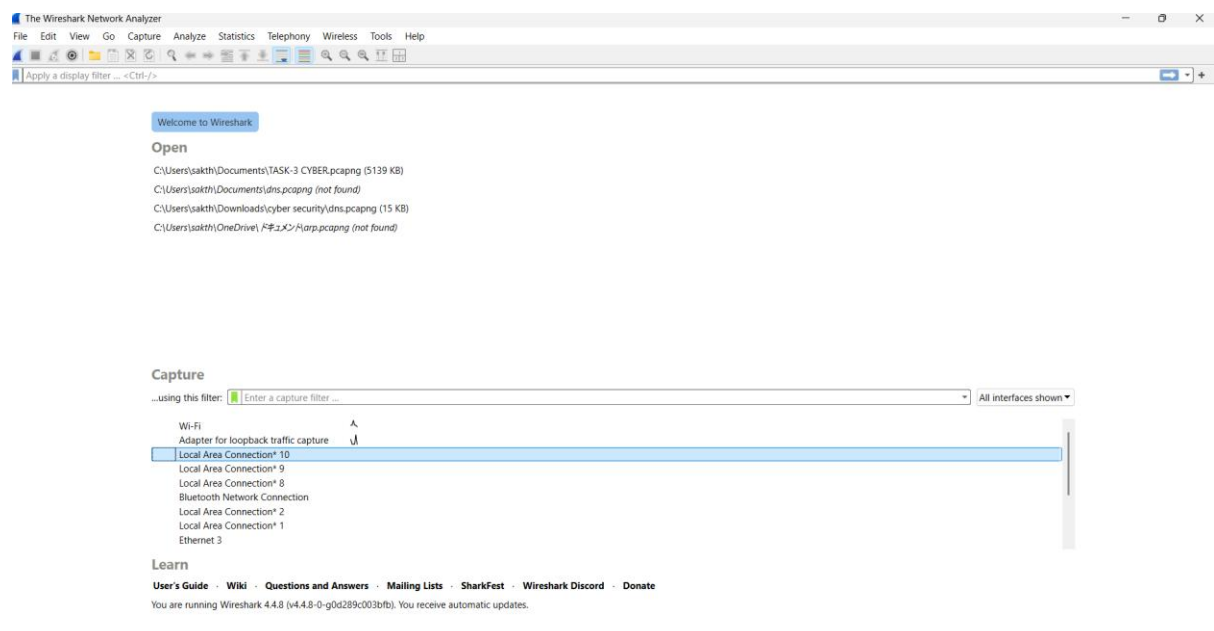 The Wireshark Network Analyzer
File Edit View Go Capture Analyze Statistics Telephony Wireless Tools Help
Apply a display filter ... <Ctrl-/>
Welcome to Wireshark
Open
C:\Users\sakth\Documents\TASK-3 CYBER.pcapng (5139 KB)
C:\Users\sakth\Documents\dns.pcapng (not found)
C:\Users\sakth\Downloads\cyber security\dns.pcapng (15 KB)
C:\Users\sakth\OneDrive\ドキュメント\arp.pcapng (not found)
Capture
...using this filter: Enter a capture filter ... All interfaces shown
Wi-Fi
Adapter for loopback traffic capture
Local Area Connection* 10
Local Area Connection* 9
Local Area Connection* 8
Bluetooth Network Connection
Local Area Connection* 2
Local Area Connection* 1
Ethernet 3
Learn
User's Guide · Wiki · Questions and Answers · Mailing Lists · SharkFest · Wireshark Discord · Donate
You are running Wireshark 4.4.8 (v4.4.8-0-g0d289c003bfb). You receive automatic updates.